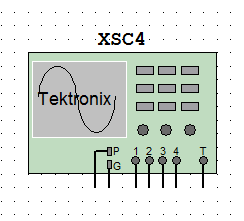 XSC4
Tektronix
P
G 1 2 3 4 T